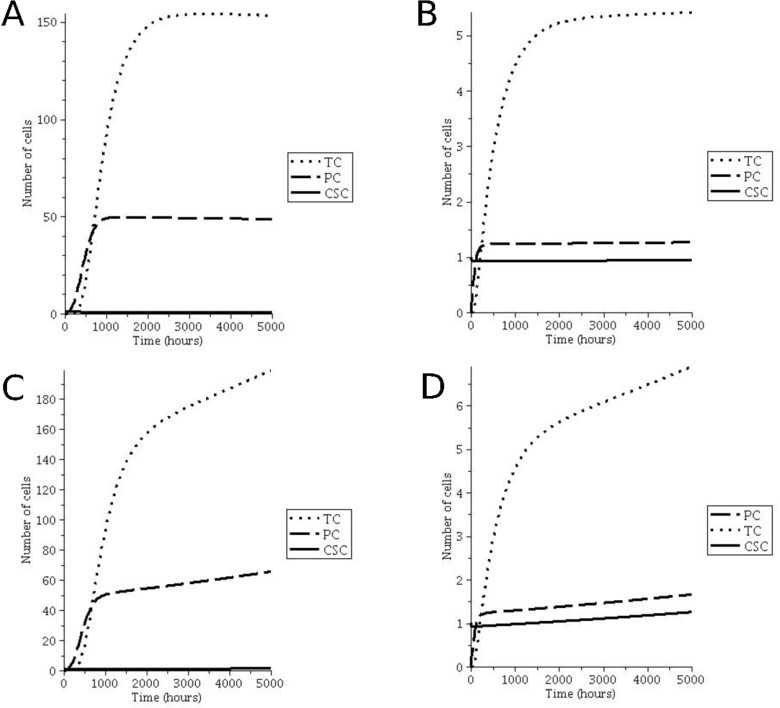 A
150
100
50
0
Number of cells
0 1000 2000 3000 4000 5000
Time (hours)
TC
PC
CSC
B
5
4
3
2
1
0
Number of cells
0 1000 2000 3000 4000 5000
Time (hours)
TC
PC
CSC
C
180
160
140
120
100
80
60
40
20
0
Number of cells
0 1000 2000 3000 4000 5000
Time (hours)
TC
PC
CSC
D
6
5
4
3
2
1
0
Number of cells
0 1000 2000 3000 4000 5000
Time (hours)
PC
TC
CSC